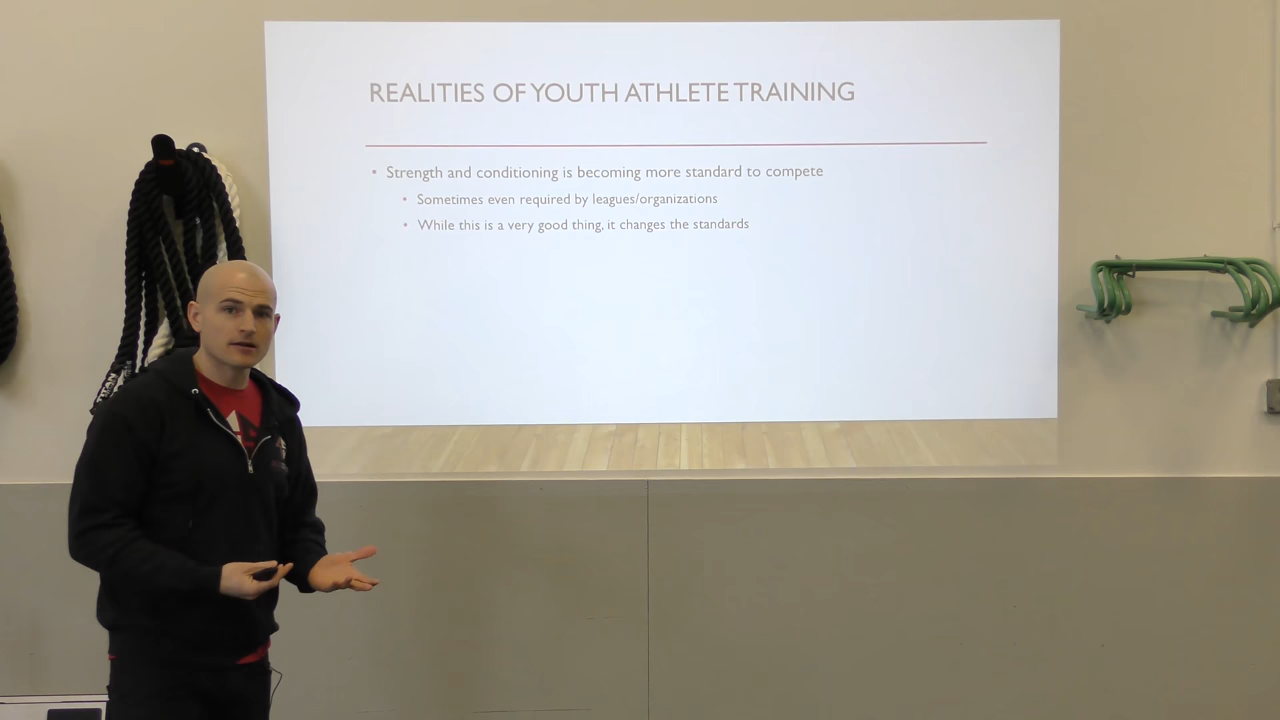 REALITIES OF YOUTH ATHLETE TRAINING
• Strength and conditioning is becoming more standard to compete
• Sometimes even required by leagues/organizations
• While this is a very good thing, it changes the standards
TITAN